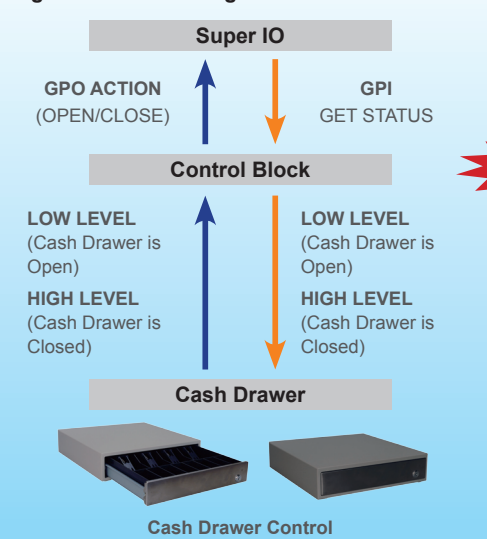 Super IO
GPO ACTION
(OPEN/CLOSE)
GPI
GET STATUS
Control Block
LOW LEVEL
(Cash Drawer is
Open)
HIGH LEVEL
(Cash Drawer is
Closed)
LOW LEVEL
(Cash Drawer is
Open)
HIGH LEVEL
(Cash Drawer is
Closed)
Cash Drawer
Cash Drawer Control